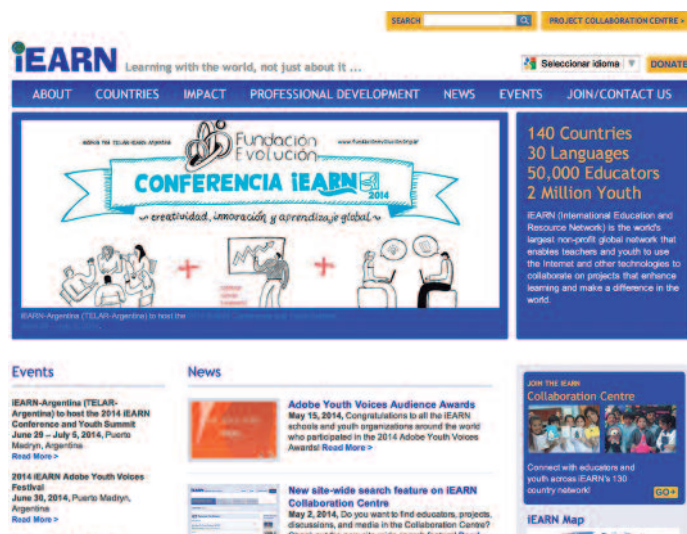 SEARCH
PROJECT COLLABORATION CENTRE »
iEARN Learning with the world, not just about it ...
Seleccionar idioma
DONATE
ABOUT COUNTRIES IMPACT PROFESSIONAL DEVELOPMENT NEWS EVENTS JOIN/CONTACT US
Fundación
Evolución
CONFERENCIA iEARN
2014
creatividad, innovación y aprendizaje global
iEARN-Argentina (TELAR-Argentina) to host the
140 Countries
30 Languages
50,000 Educators
2 Million Youth
iEARN (International Education and
Resource Network) is the world's
largest non-profit global network that
enables teachers and youth to use
the Internet and other technologies to
collaborate on projects that enhance
learning and make a difference in the
world.
Events
iEARN-Argentina (TELAR-
Argentina) to host the 2014 iEARN
Conference and Youth Summit
June 29 – July 5, 2014, Puerto
Madryn, Argentina
Read More >
2014 iEARN Adobe Youth Voices
Festival
June 30, 2014, Puerto Madryn,
Argentina
Read More >
News
Adobe Youth Voices Audience Awards
May 15, 2014, Congratulations to all the iEARN
schools and youth organizations around the world
who participated in the 2014 Adobe Youth Voices
Awards! Read More >
New site-wide search feature on iEARN
Collaboration Centre
May 2, 2014, Do you want to find educators, projects,
discussions, and media in the Collaboration Centre?
JOIN THE IEARN
Collaboration Centre
Connect with educators and
youth across iEARN's 130
country network!
GO
iEARN Map